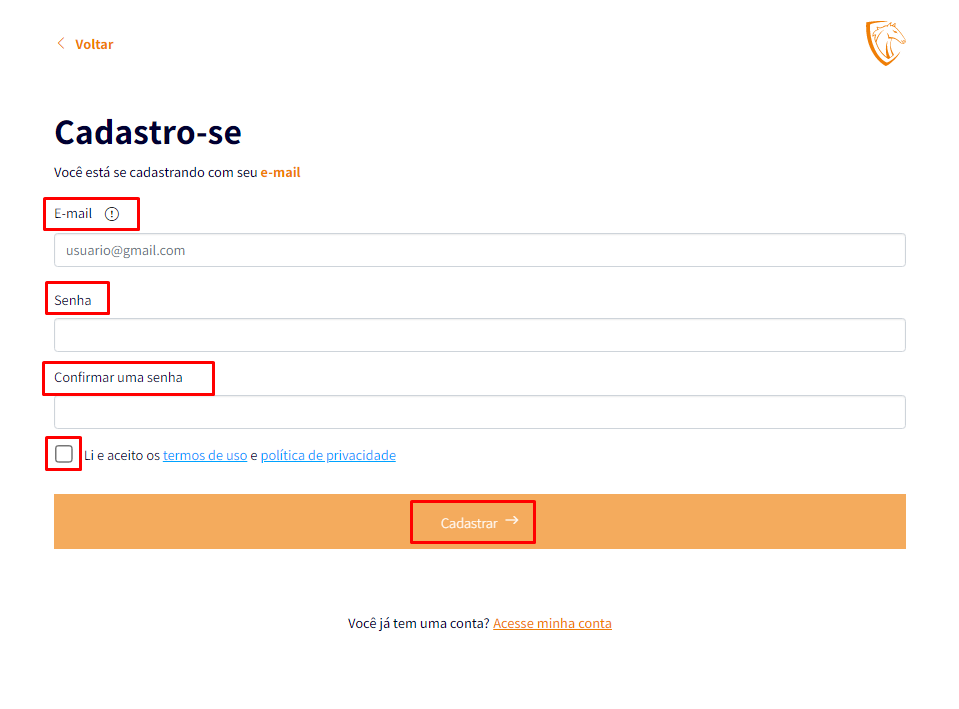 Voltar
Cadastro-se
Você está se cadastrando com seu e-mail
E-mail
usuario@gmail.com
Senha
Confirmar uma senha
Li e aceito os termos de uso e política de privacidade
Cadastrar →
Você já tem uma conta? Acesse minha conta